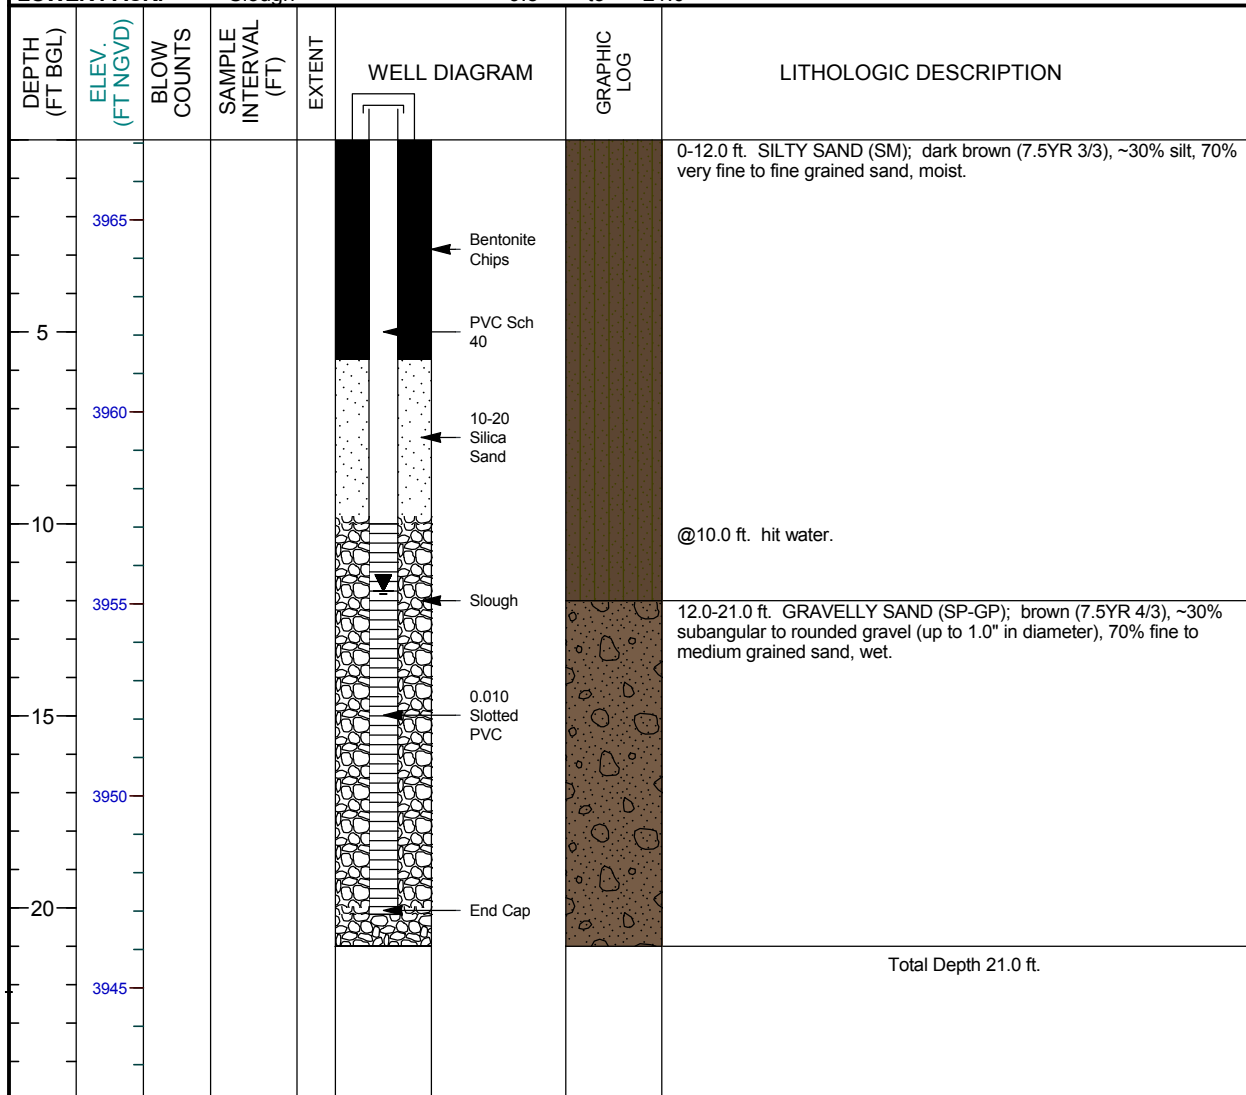 DEPTH
(FT BGL)
ELEV.
(FT NGVD)
BLOW
COUNTS
SAMPLE
INTERVAL
(FT)
EXTENT
WELL DIAGRAM
GRAPHIC
LOG
LITHOLOGIC DESCRIPTION
0-12.0 ft. SILTY SAND (SM); dark brown (7.5YR 3/3), ~30% silt, 70%
very fine to fine grained sand, moist.
3965
Bentonite
Chips
5
PVC Sch
40
3960
10-20
Silica
Sand
10
@10.0 ft. hit water.
3955
Slough
12.0-21.0 ft. GRAVELLY SAND (SP-GP); brown (7.5YR 4/3), ~30%
subangular to rounded gravel (up to 1.0" in diameter), 70% fine to
medium grained sand, wet.
15
0.010
Slotted
PVC
3950
20
End Cap
Total Depth 21.0 ft.
3945